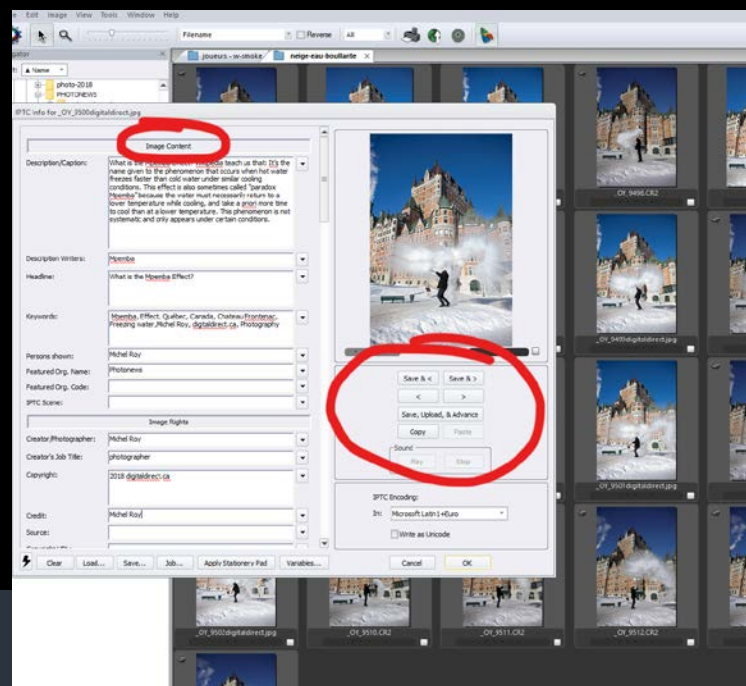 Edit Image View Tools Window Help
Filename
Reverse
All
joueurs - w-smoke
neige-eau-bouillante
Name
photo-2018
PHOTONEWS
IPTC info for _OY_9500digitaldirect.jpg
Image Content
Description/Caption:
What is the Mpemba Effect? Wikipedia teach us that: It's the
name given to the phenomenon that occurs when hot water
freezes faster than cold water under similar cooling
conditions. This effect is also sometimes called "paradox
Mpemba" because the water must necessarily return to a
lower temperature while cooling, and take a priori more time
to cool than at a lower temperature. This phenomenon is not
systematic and only appears under certain conditions.
Description Writers:
Mpemba
Headline:
What is the Mpemba Effect?
Keywords:
Mpemba, Effect, Québec, Canada, Chateau Frontenac,
Freezing water,Michel Roy, digitaldirect.ca, Photography
Persons shown:
Michel Roy
Featured Org. Name:
Photonews
Featured Org. Code:
IPTC Scene:
Image Rights
Creator/Photographer:
Michel Roy
Creator's Job Title:
photographer
Copyright:
2018 digitaldirect.ca
Credit:
Michel Roy
Source:
Clear Load... Save... Job... Apply Stationery Pad Variables...
Save & < Save & >
< >
Save, Upload, & Advance
Copy Paste
Sound
Play Stop
IPTC Encoding:
In: Microsoft Latin1+Euro
Write as Unicode
Cancel OK
_OY_9496.CR2
_OY_9499digitaldirect.jpg
_OY_9501digitaldirect.jpg
_OY_9502digitaldirect.jpg
_OY_9510.CR2
_OY_9511.CR2
_OY_9512.CR2